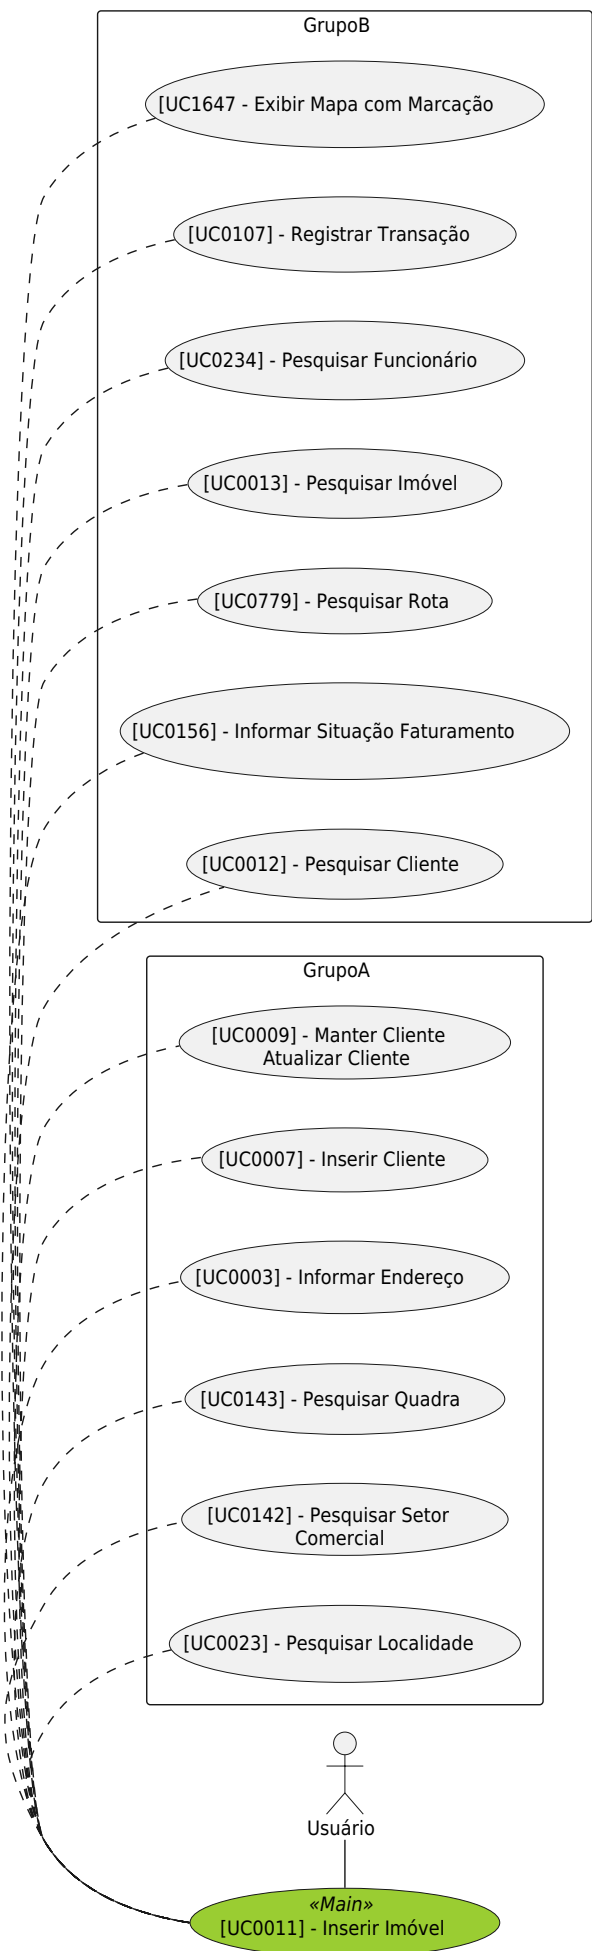 GrupoB
[UC1647 - Exibir Mapa com Marcação
[UC0107] - Registrar Transação
[UC0234] - Pesquisar Funcionário
[UC0013] - Pesquisar Imóvel
[UC0779] - Pesquisar Rota
[UC0156] - Informar Situação Faturamento
[UC0012] - Pesquisar Cliente
GrupoA
[UC0009] - Manter Cliente
Atualizar Cliente
[UC0007] - Inserir Cliente
[UC0003] - Informar Endereço
[UC0143] - Pesquisar Quadra
[UC0142] - Pesquisar Setor
Comercial
[UC0023] - Pesquisar Localidade
Usuário
«Main»
[UC0011] - Inserir Imóvel